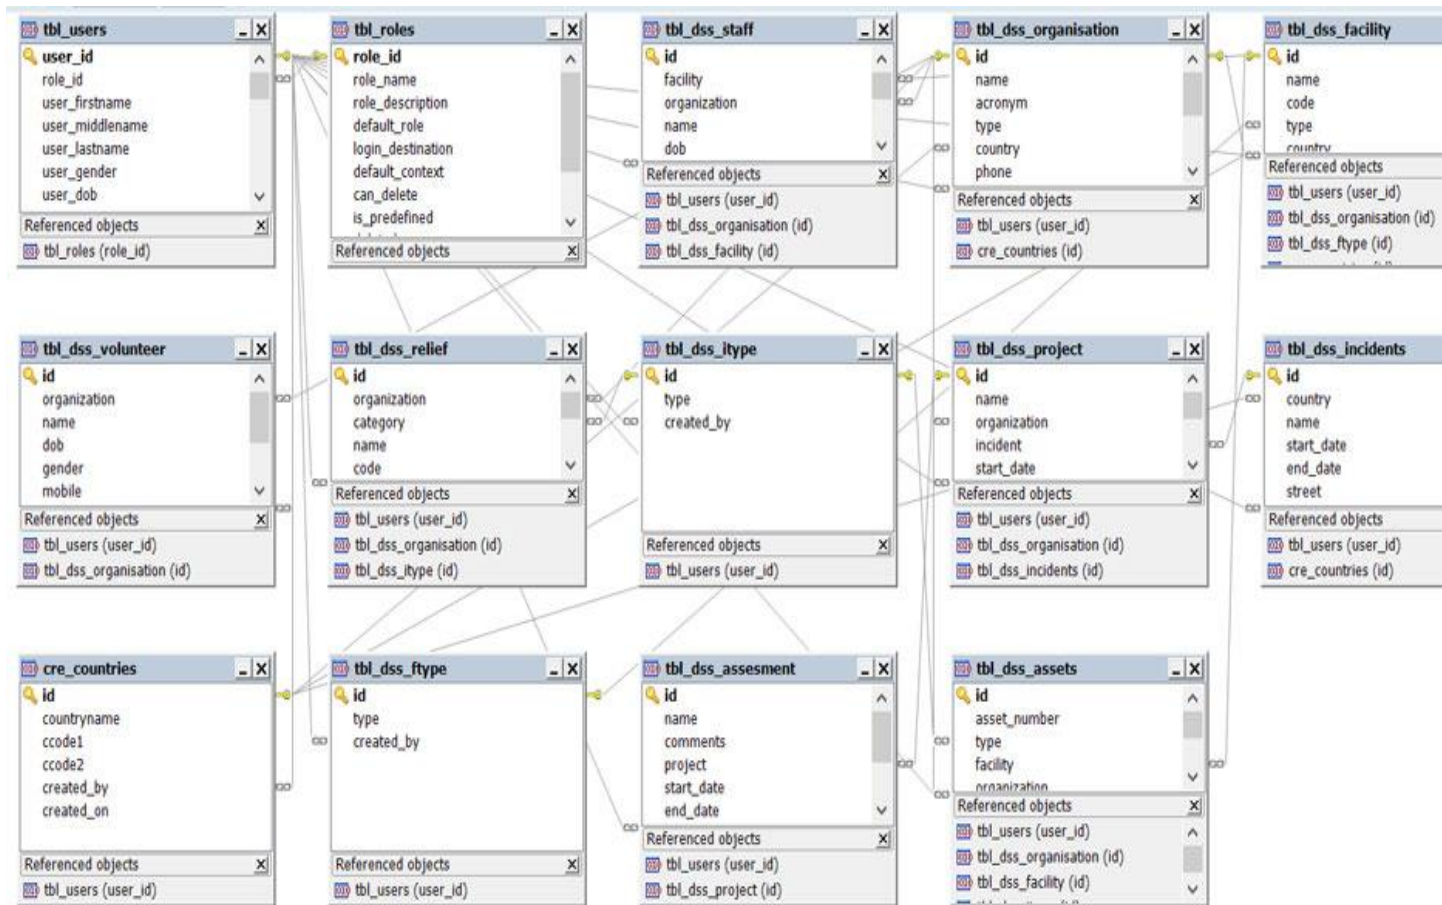 tbl_users
user_id
role_id
user_firstname
user_middlename
user_lastname
user_gender
user_dob
Referenced objects
tbl_roles (role_id)
tbl_roles
role_id
role_name
role_description
default_role
login_destination
default_context
can_delete
is_predefined
Referenced objects
tbl_dss_staff
id
facility
organization
name
dob
Referenced objects
tbl_users (user_id)
tbl_dss_organisation (id)
tbl_dss_facility (id)
tbl_dss_organisation
id
name
acronym
type
country
phone
Referenced objects
tbl_users (user_id)
cre_countries (id)
tbl_dss_facility
id
name
code
type
country
Referenced objects
tbl_users (user_id)
tbl_dss_organisation (id)
tbl_dss_ftype (id)
tbl_dss_volunteer
id
organization
name
dob
gender
mobile
Referenced objects
tbl_users (user_id)
tbl_dss_organisation (id)
tbl_dss_relief
id
organization
category
name
code
Referenced objects
tbl_users (user_id)
tbl_dss_organisation (id)
tbl_dss_itype (id)
tbl_dss_itype
id
type
created_by
Referenced objects
tbl_users (user_id)
tbl_dss_project
id
name
organization
incident
start_date
Referenced objects
tbl_users (user_id)
tbl_dss_organisation (id)
tbl_dss_incidents (id)
tbl_dss_incidents
id
country
name
start_date
end_date
street
Referenced objects
tbl_users (user_id)
cre_countries (id)
cre_countries
id
countryname
ccode1
ccode2
created_by
created_on
Referenced objects
tbl_users (user_id)
tbl_dss_ftype
id
type
created_by
Referenced objects
tbl_users (user_id)
tbl_dss_assesment
id
name
comments
project
start_date
end_date
Referenced objects
tbl_users (user_id)
tbl_dss_project (id)
tbl_dss_assets
id
asset_number
type
facility
organization
Referenced objects
tbl_users (user_id)
tbl_dss_organisation (id)
tbl_dss_facility (id)